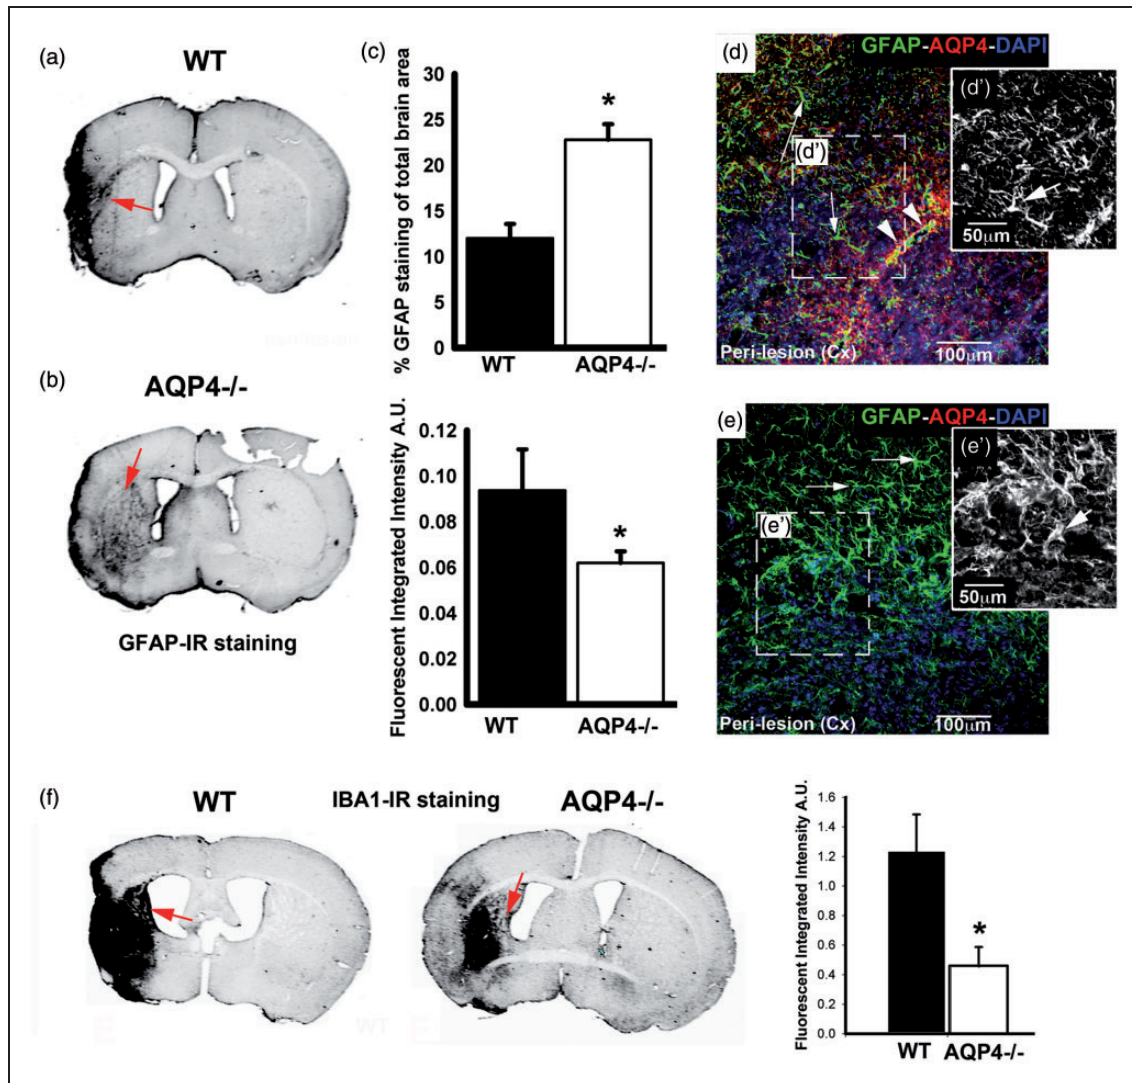 (a)
WT
(b)
AQP4-/-
GFAP-IR staining
(c)
% GFAP staining of total brain area
30
25
20
15
10
5
0
*
WT
AQP4-/-
Fluorescent Integrated Intensity A.U.
0.12
0.10
0.08
0.06
0.04
0.02
0.00
*
WT
AQP4-/-
(d)
GFAP-AQP4-DAPI
(d')
(d')
50μm
Peri-lesion (Cx)
100μm
(e)
GFAP-AQP4-DAPI
(e')
(e')
50μm
Peri-lesion (Cx)
100μm
(f)
WT
IBA1-IR staining
AQP4-/-
WT
Fluorescent Integrated Intensity A.U.
1.6
1.4
1.2
1.0
0.8
0.6
0.4
0.2
0.0
*
WT
AQP4-/-